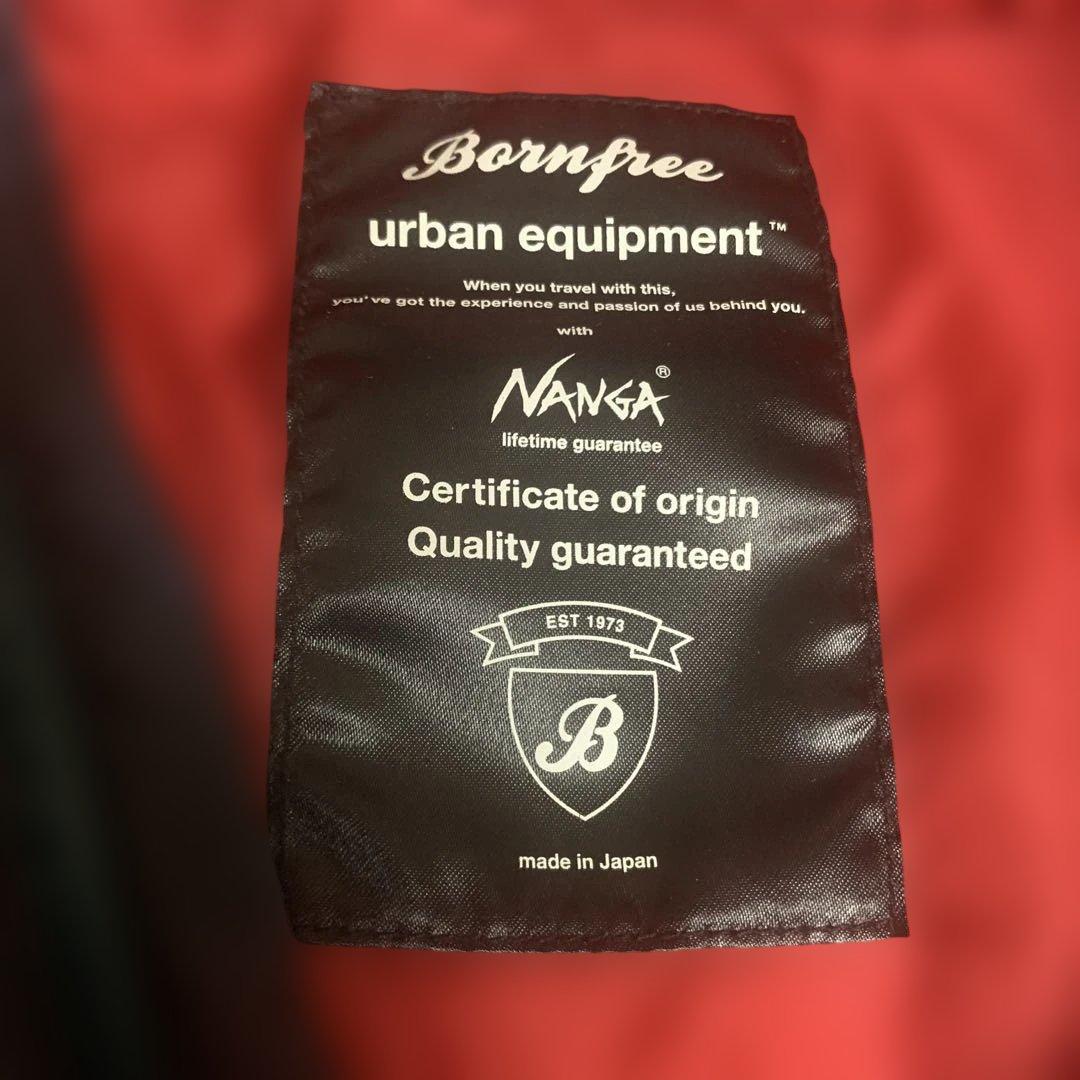 Bornfree
urban equipment™
When you travel with this,
you've got the experience and passion of us behind you.
with
NANGA®
lifetime guarantee
Certificate of origin
Quality guaranteed
EST 1973
B
made in Japan